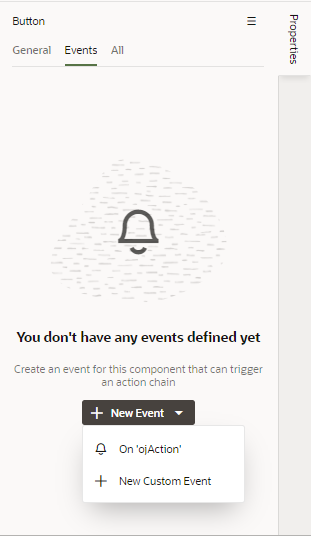 Button
Properties
General Events All
You don't have any events defined yet
Create an event for this component that can trigger
an action chain
New Event
On 'ojAction'
New Custom Event